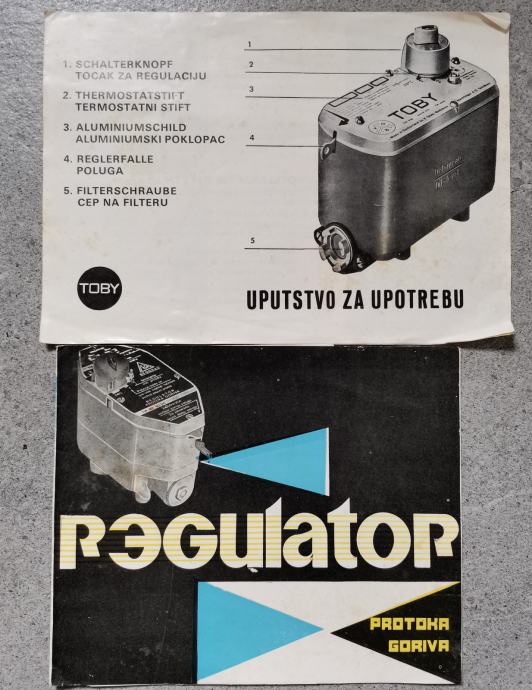 1. SCHALTERKNOPF
TOCAK ZA REGULACIJU
2. THERMOSTATSTIFT
TERMOSTATNI STIFT
3. ALUMINIUMSCHILD
ALUMINIUMSKI POKLOPAC
4. REGLERFALLE
POLUGA
5. FILTERSCHRAUBE
CEP NA FILTERU
1
2
3
4
5
TOBY
TOBY
UPUTSTVO ZA UPOTREBU
REGULATOR
PROTOKA
GORIVA